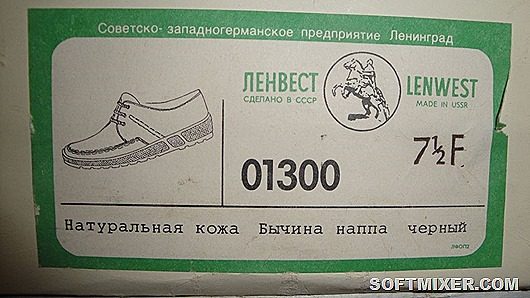 Советско- западногерманское предприятие Ленинград
ЛЕНВЕСТ
СДЕЛАНО В СССР
LENWEST
MADE IN USSR
01300
7½F
Натуральная кожа Бычина наппа черный
ЛФОП2
SOFTMIXER.COM